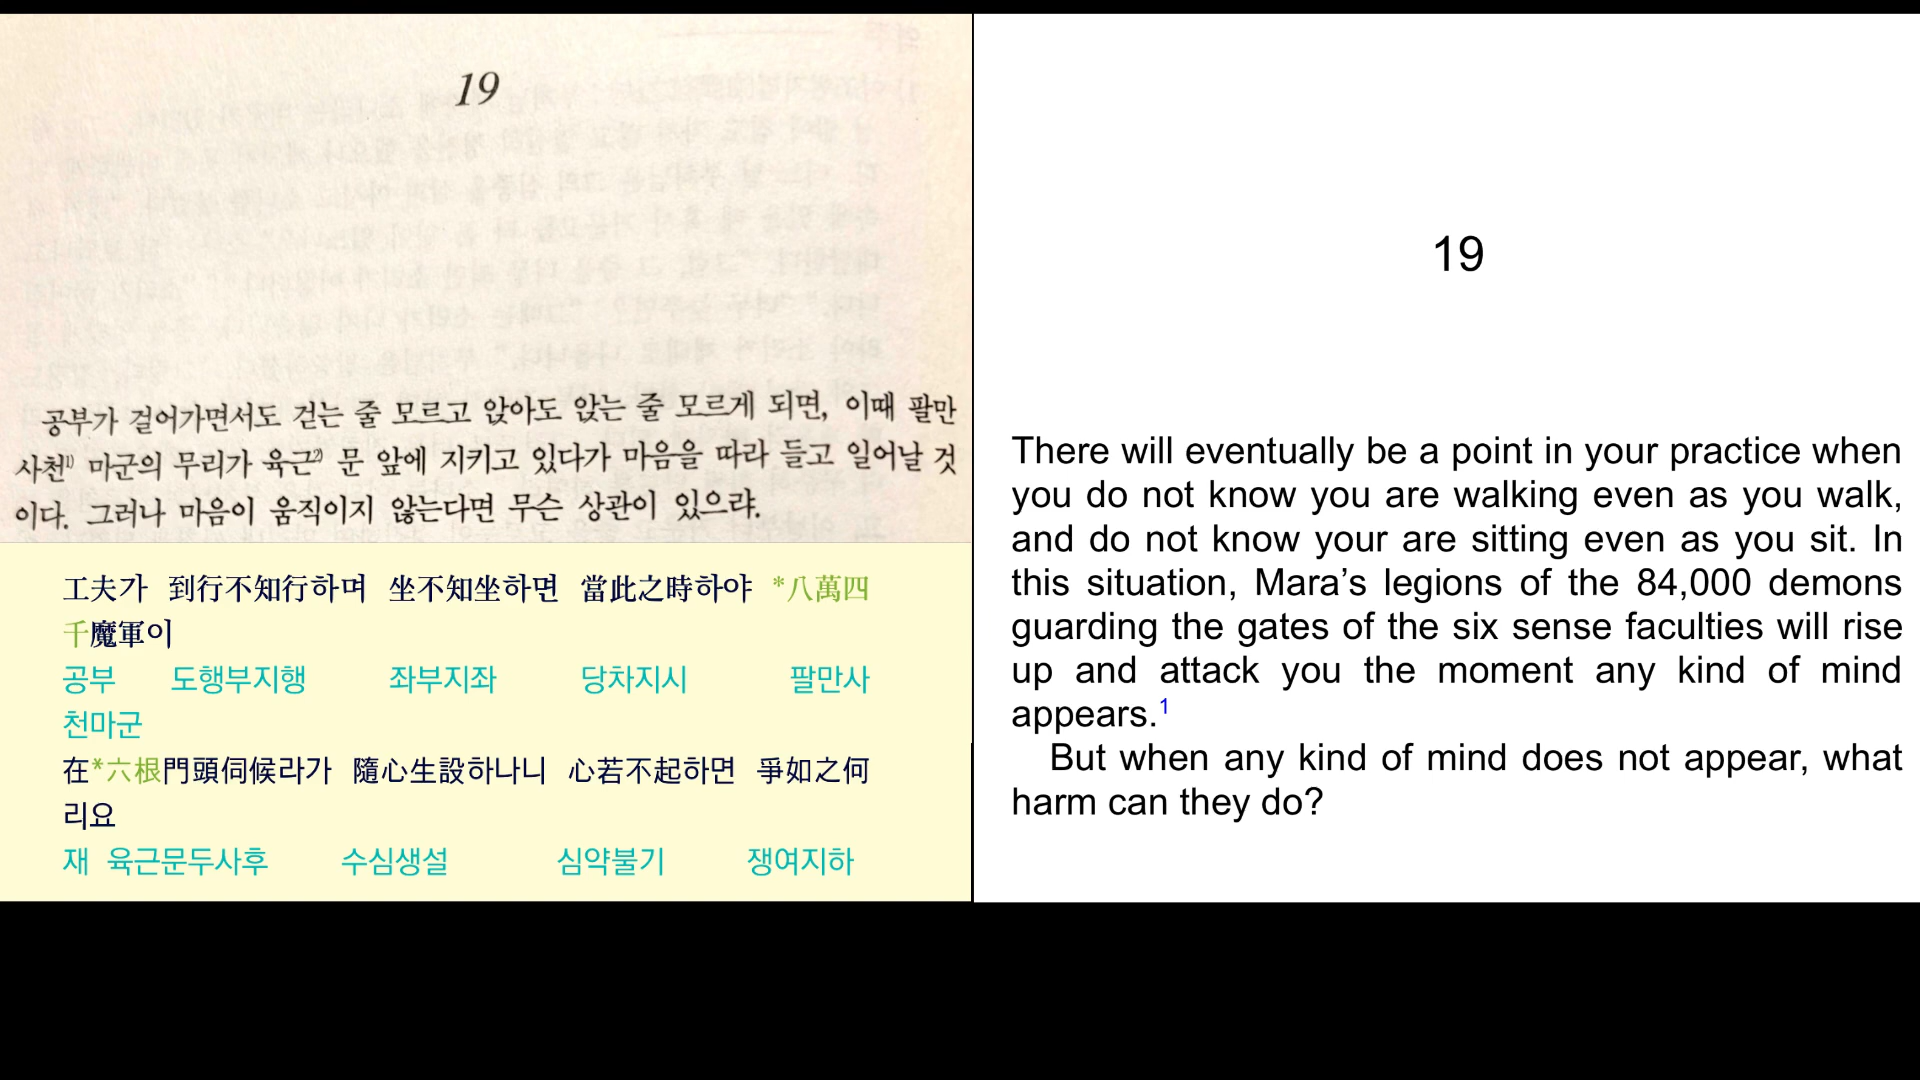 19
공부가 걸어가면서도 걷는 줄 모르고 앉아도 앉는 줄 모르게 되면, 이때 팔만
사천1) 마군의 무리가 육근2) 문 앞에 지키고 있다가 마음을 따라 들고 일어날 것
이다. 그러나 마음이 움직이지 않는다면 무슨 상관이 있으랴.
工夫가 到行不知行하며 坐不知坐하면 當此之時하야 *八萬四
千魔軍이
공부 도행부지행 좌부지좌 당차지시 팔만사
천마군
在*六根門頭伺候라가 隨心生設하나니 心若不起하면 爭如之何
리요
재 육근문두사후 수심생설 심약불기 쟁여지하
19
There will eventually be a point in your practice when
you do not know you are walking even as you walk,
and do not know your are sitting even as you sit. In
this situation, Mara’s legions of the 84,000 demons
guarding the gates of the six sense faculties will rise
up and attack you the moment any kind of mind
appears.1
But when any kind of mind does not appear, what
harm can they do?